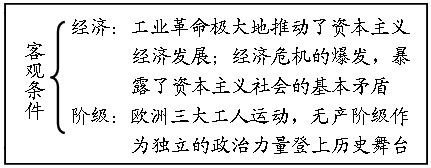 客观条件
经济：工业革命极大地推动了资本主义
经济发展；经济危机的爆发，暴
露了资本主义社会的基本矛盾
阶级：欧洲三大工人运动，无产阶级作
为独立的政治力量登上历史舞台